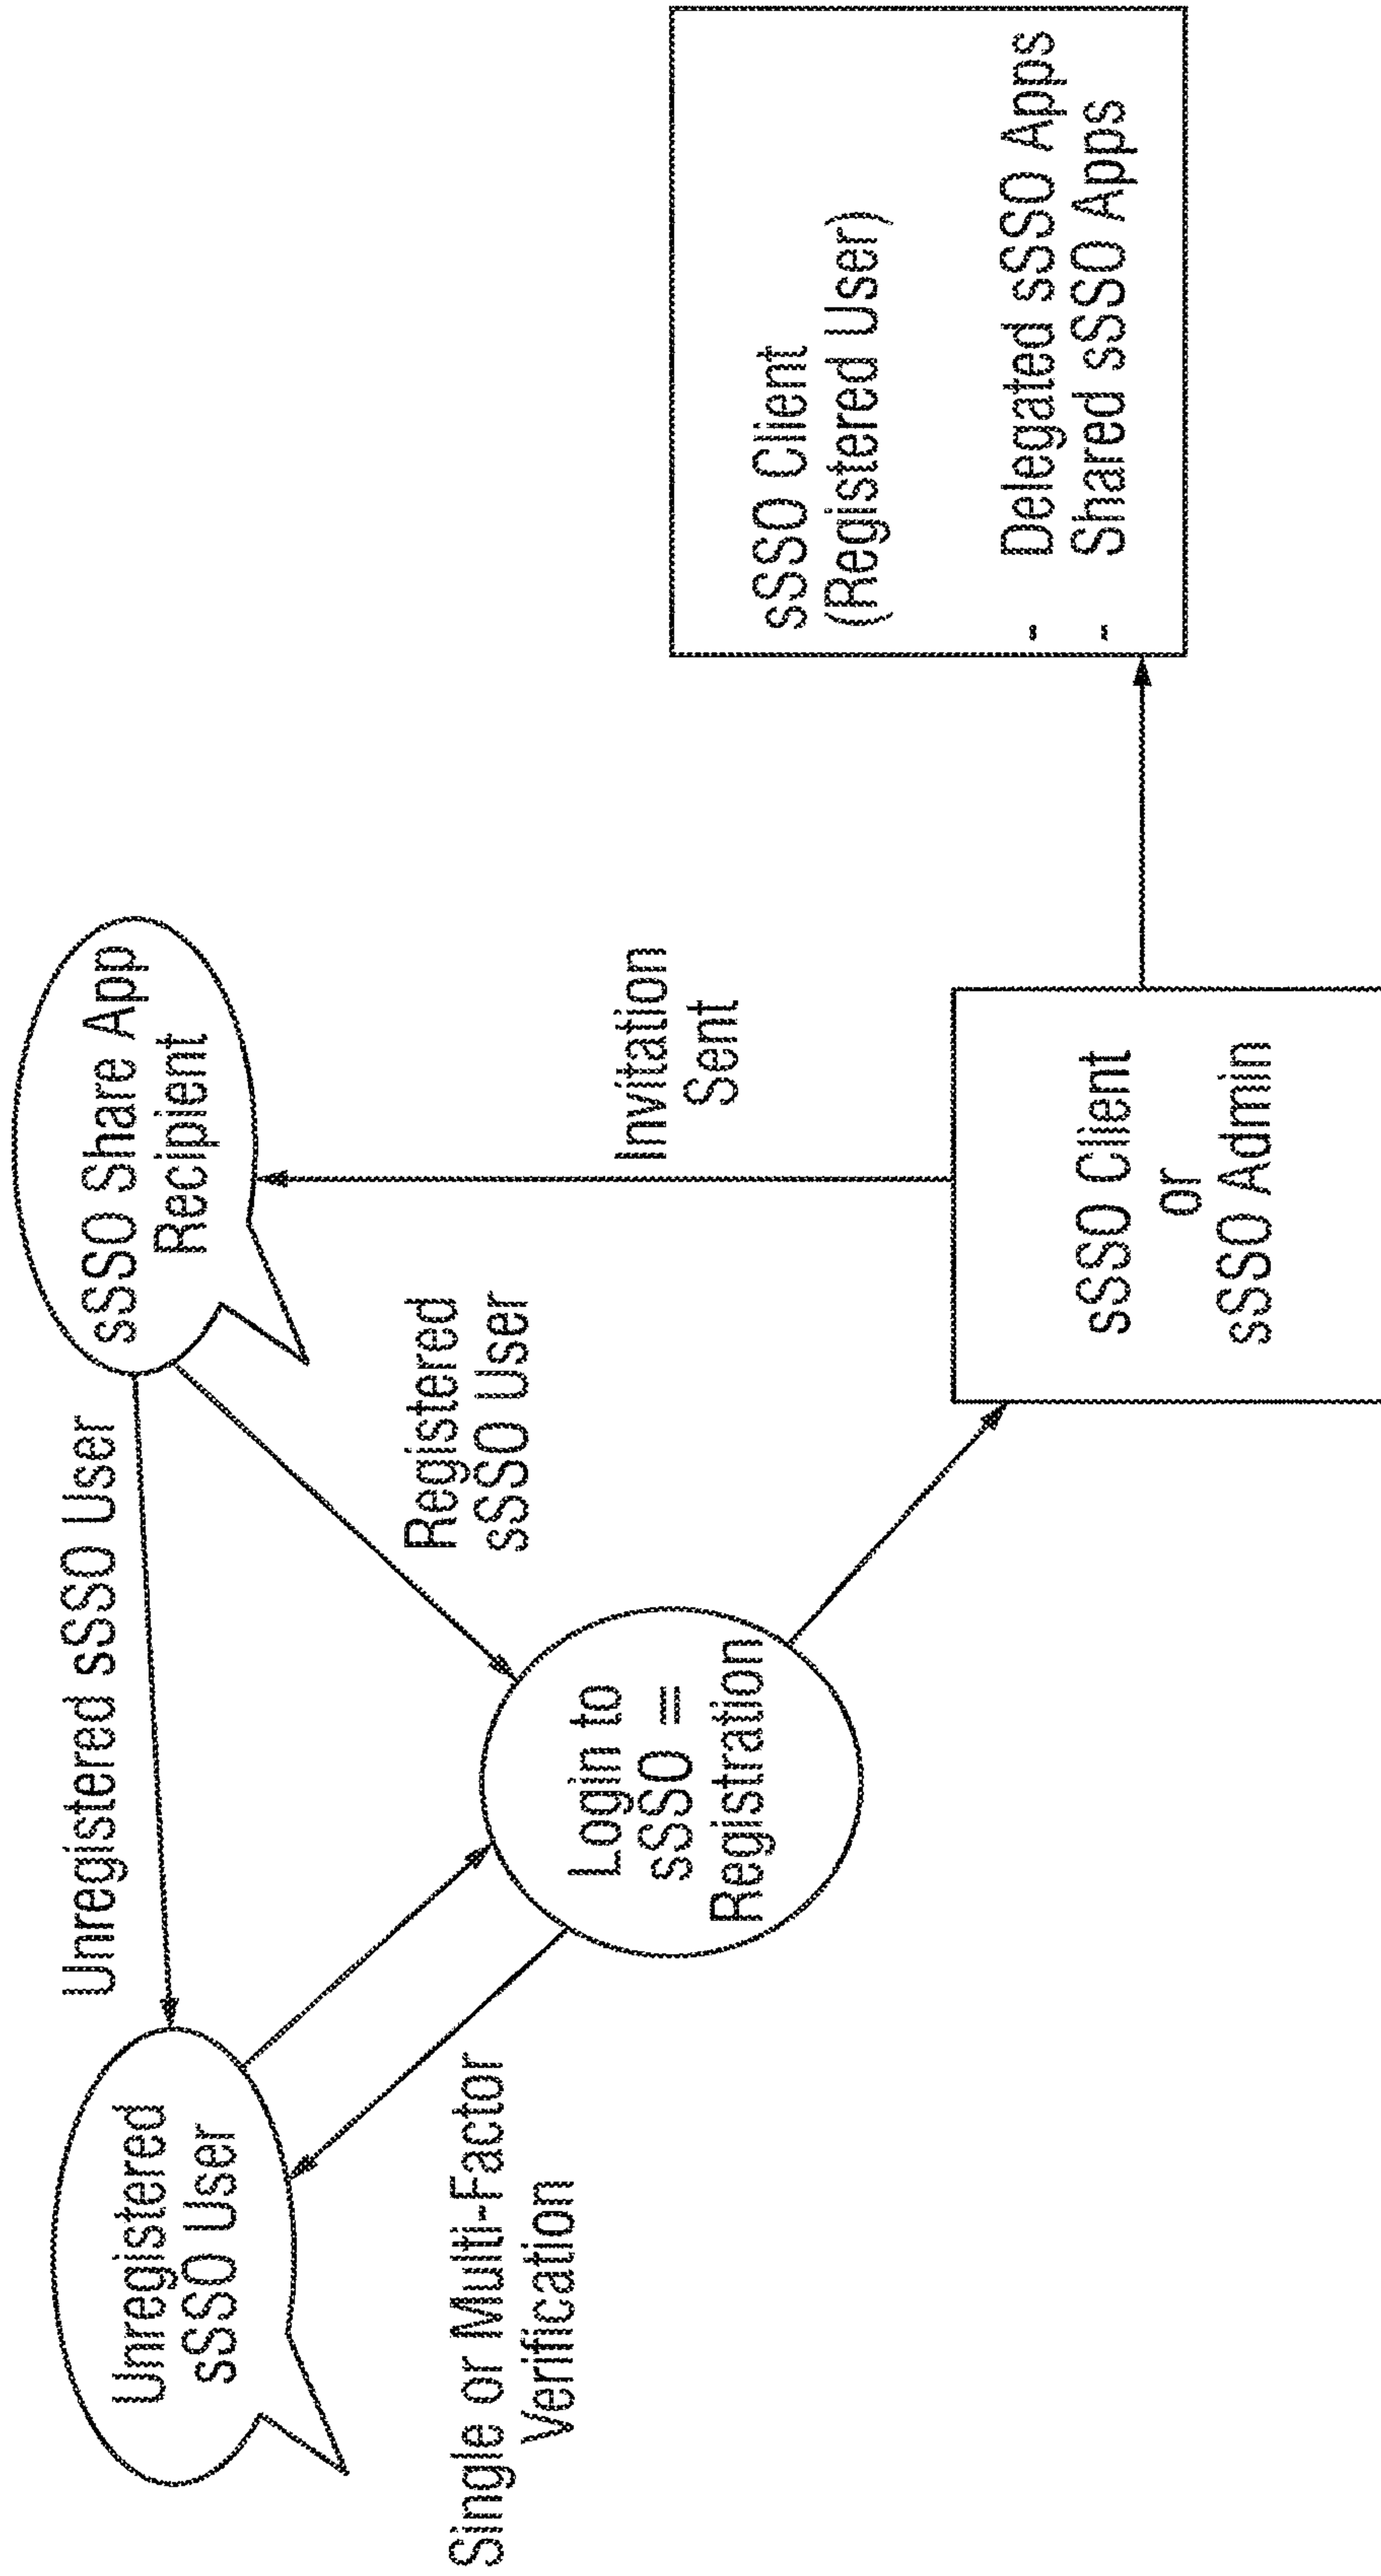 Unregistered
sSSO User
Unregistered sSSO User
sSSO Share App
Recipient
Single or Multi-Factor
Verification
Login to
sSSO =
Registration
Registered
sSSO User
Invitation
Sent
sSSO Client
or
sSSO Admin
sSSO Client
(Registered User)
- Delegated sSSO Apps
- Shared sSSO Apps